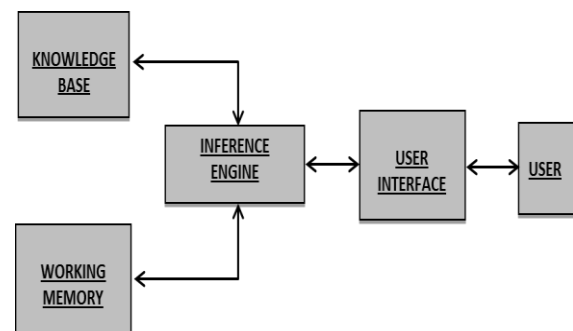 KNOWLEDGE
BASE
INFERENCE
ENGINE
USER
INTERFACE
USER
WORKING
MEMORY